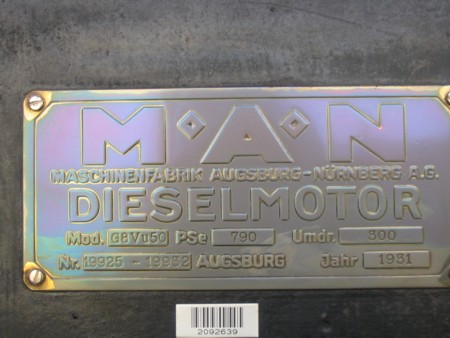 M·A·N
MASCHINENFABRIK AUGSBURG-NÜRNBERG A.G.
DIESELMOTOR
Mod. G8Vu50 PSe 790 Umdr. 300
Nr. 19925 - 19932 AUGSBURG Jahr 1931
2092639